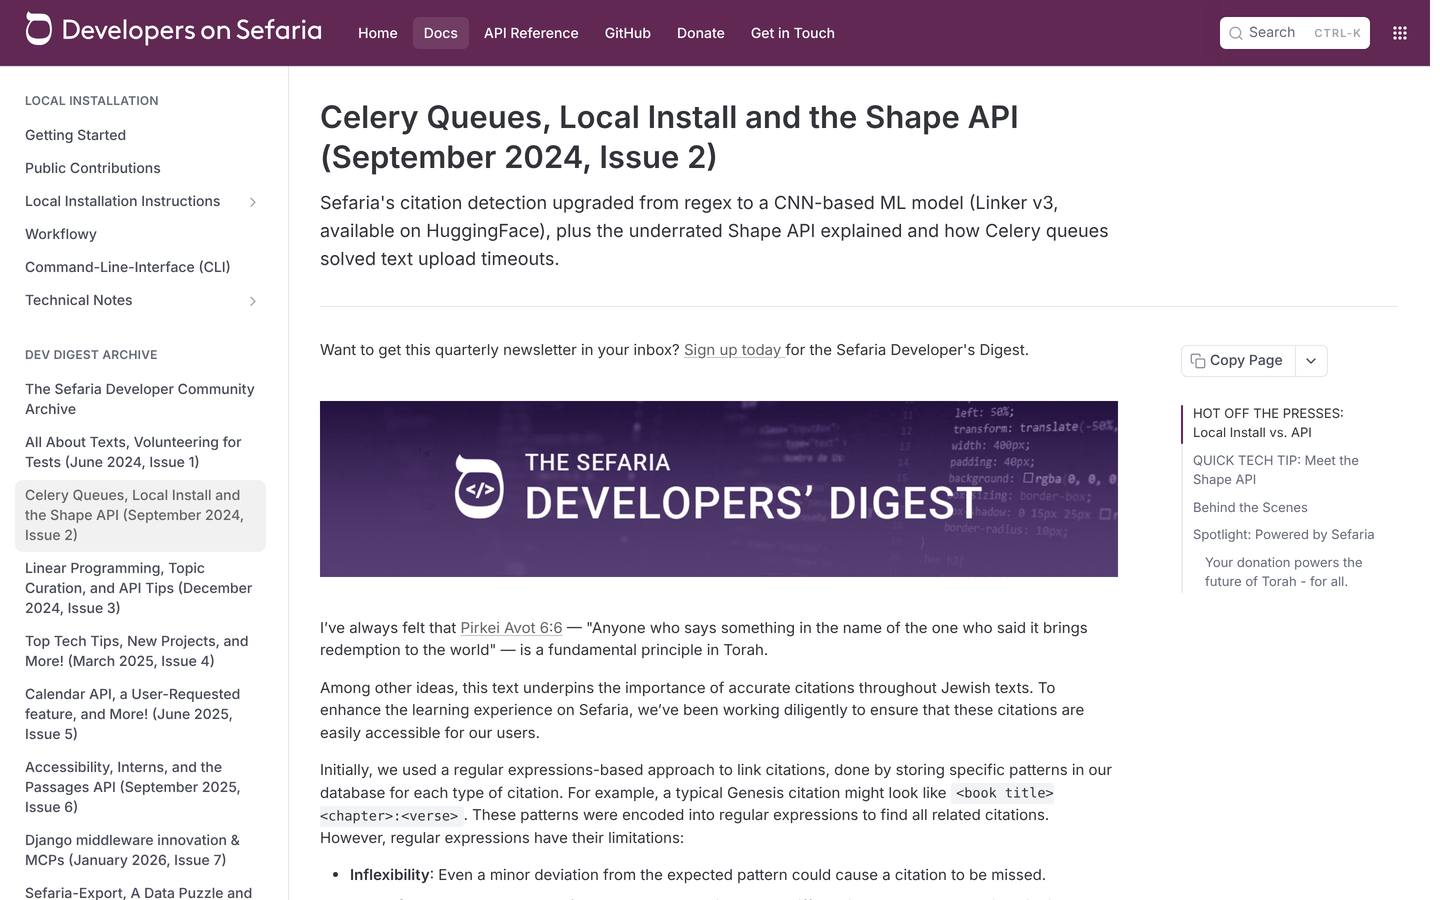 Developers on Sefaria
Home
Docs
API Reference
GitHub
Donate
Get in Touch
Search
CTRL-K
LOCAL INSTALLATION
Getting Started
Public Contributions
Local Installation Instructions
Workflowy
Command-Line-Interface (CLI)
Technical Notes
DEV DIGEST ARCHIVE
The Sefaria Developer Community
Archive
All About Texts, Volunteering for
Tests (June 2024, Issue 1)
Celery Queues, Local Install and
the Shape API (September 2024,
Issue 2)
Linear Programming, Topic
Curation, and API Tips (December
2024, Issue 3)
Top Tech Tips, New Projects, and
More! (March 2025, Issue 4)
Calendar API, a User-Requested
feature, and More! (June 2025,
Issue 5)
Accessibility, Interns, and the
Passages API (September 2025,
Issue 6)
Django middleware innovation &
MCPs (January 2026, Issue 7)
Sefaria-Export, A Data Puzzle and
Celery Queues, Local Install and the Shape API
(September 2024, Issue 2)
Sefaria's citation detection upgraded from regex to a CNN-based ML model (Linker v3,
available on HuggingFace), plus the underrated Shape API explained and how Celery queues
solved text upload timeouts.
Want to get this quarterly newsletter in your inbox? Sign up today for the Sefaria Developer's Digest.
THE SEFARIA
</> DEVELOPERS’ DIGEST
11 left: 50%;
12 transform: translate(-50%,
13 width: 400px;
14 padding: 40px;
15 background: rgba(0, 0, 0
box-sizing: border-box;
box-shadow: 0 15px 25px
border-radius: 10px;
}
I’ve always felt that Pirkei Avot 6:6 — "Anyone who says something in the name of the one who said it brings
redemption to the world" — is a fundamental principle in Torah.
Among other ideas, this text underpins the importance of accurate citations throughout Jewish texts. To
enhance the learning experience on Sefaria, we’ve been working diligently to ensure that these citations are
easily accessible for our users.
Initially, we used a regular expressions-based approach to link citations, done by storing specific patterns in our
database for each type of citation. For example, a typical Genesis citation might look like <book title>
<chapter>:<verse> . These patterns were encoded into regular expressions to find all related citations.
However, regular expressions have their limitations:
• Inflexibility: Even a minor deviation from the expected pattern could cause a citation to be missed.
Copy Page
HOT OFF THE PRESSES:
Local Install vs. API
QUICK TECH TIP: Meet the
Shape API
Behind the Scenes
Spotlight: Powered by Sefaria
Your donation powers the
future of Torah - for all.